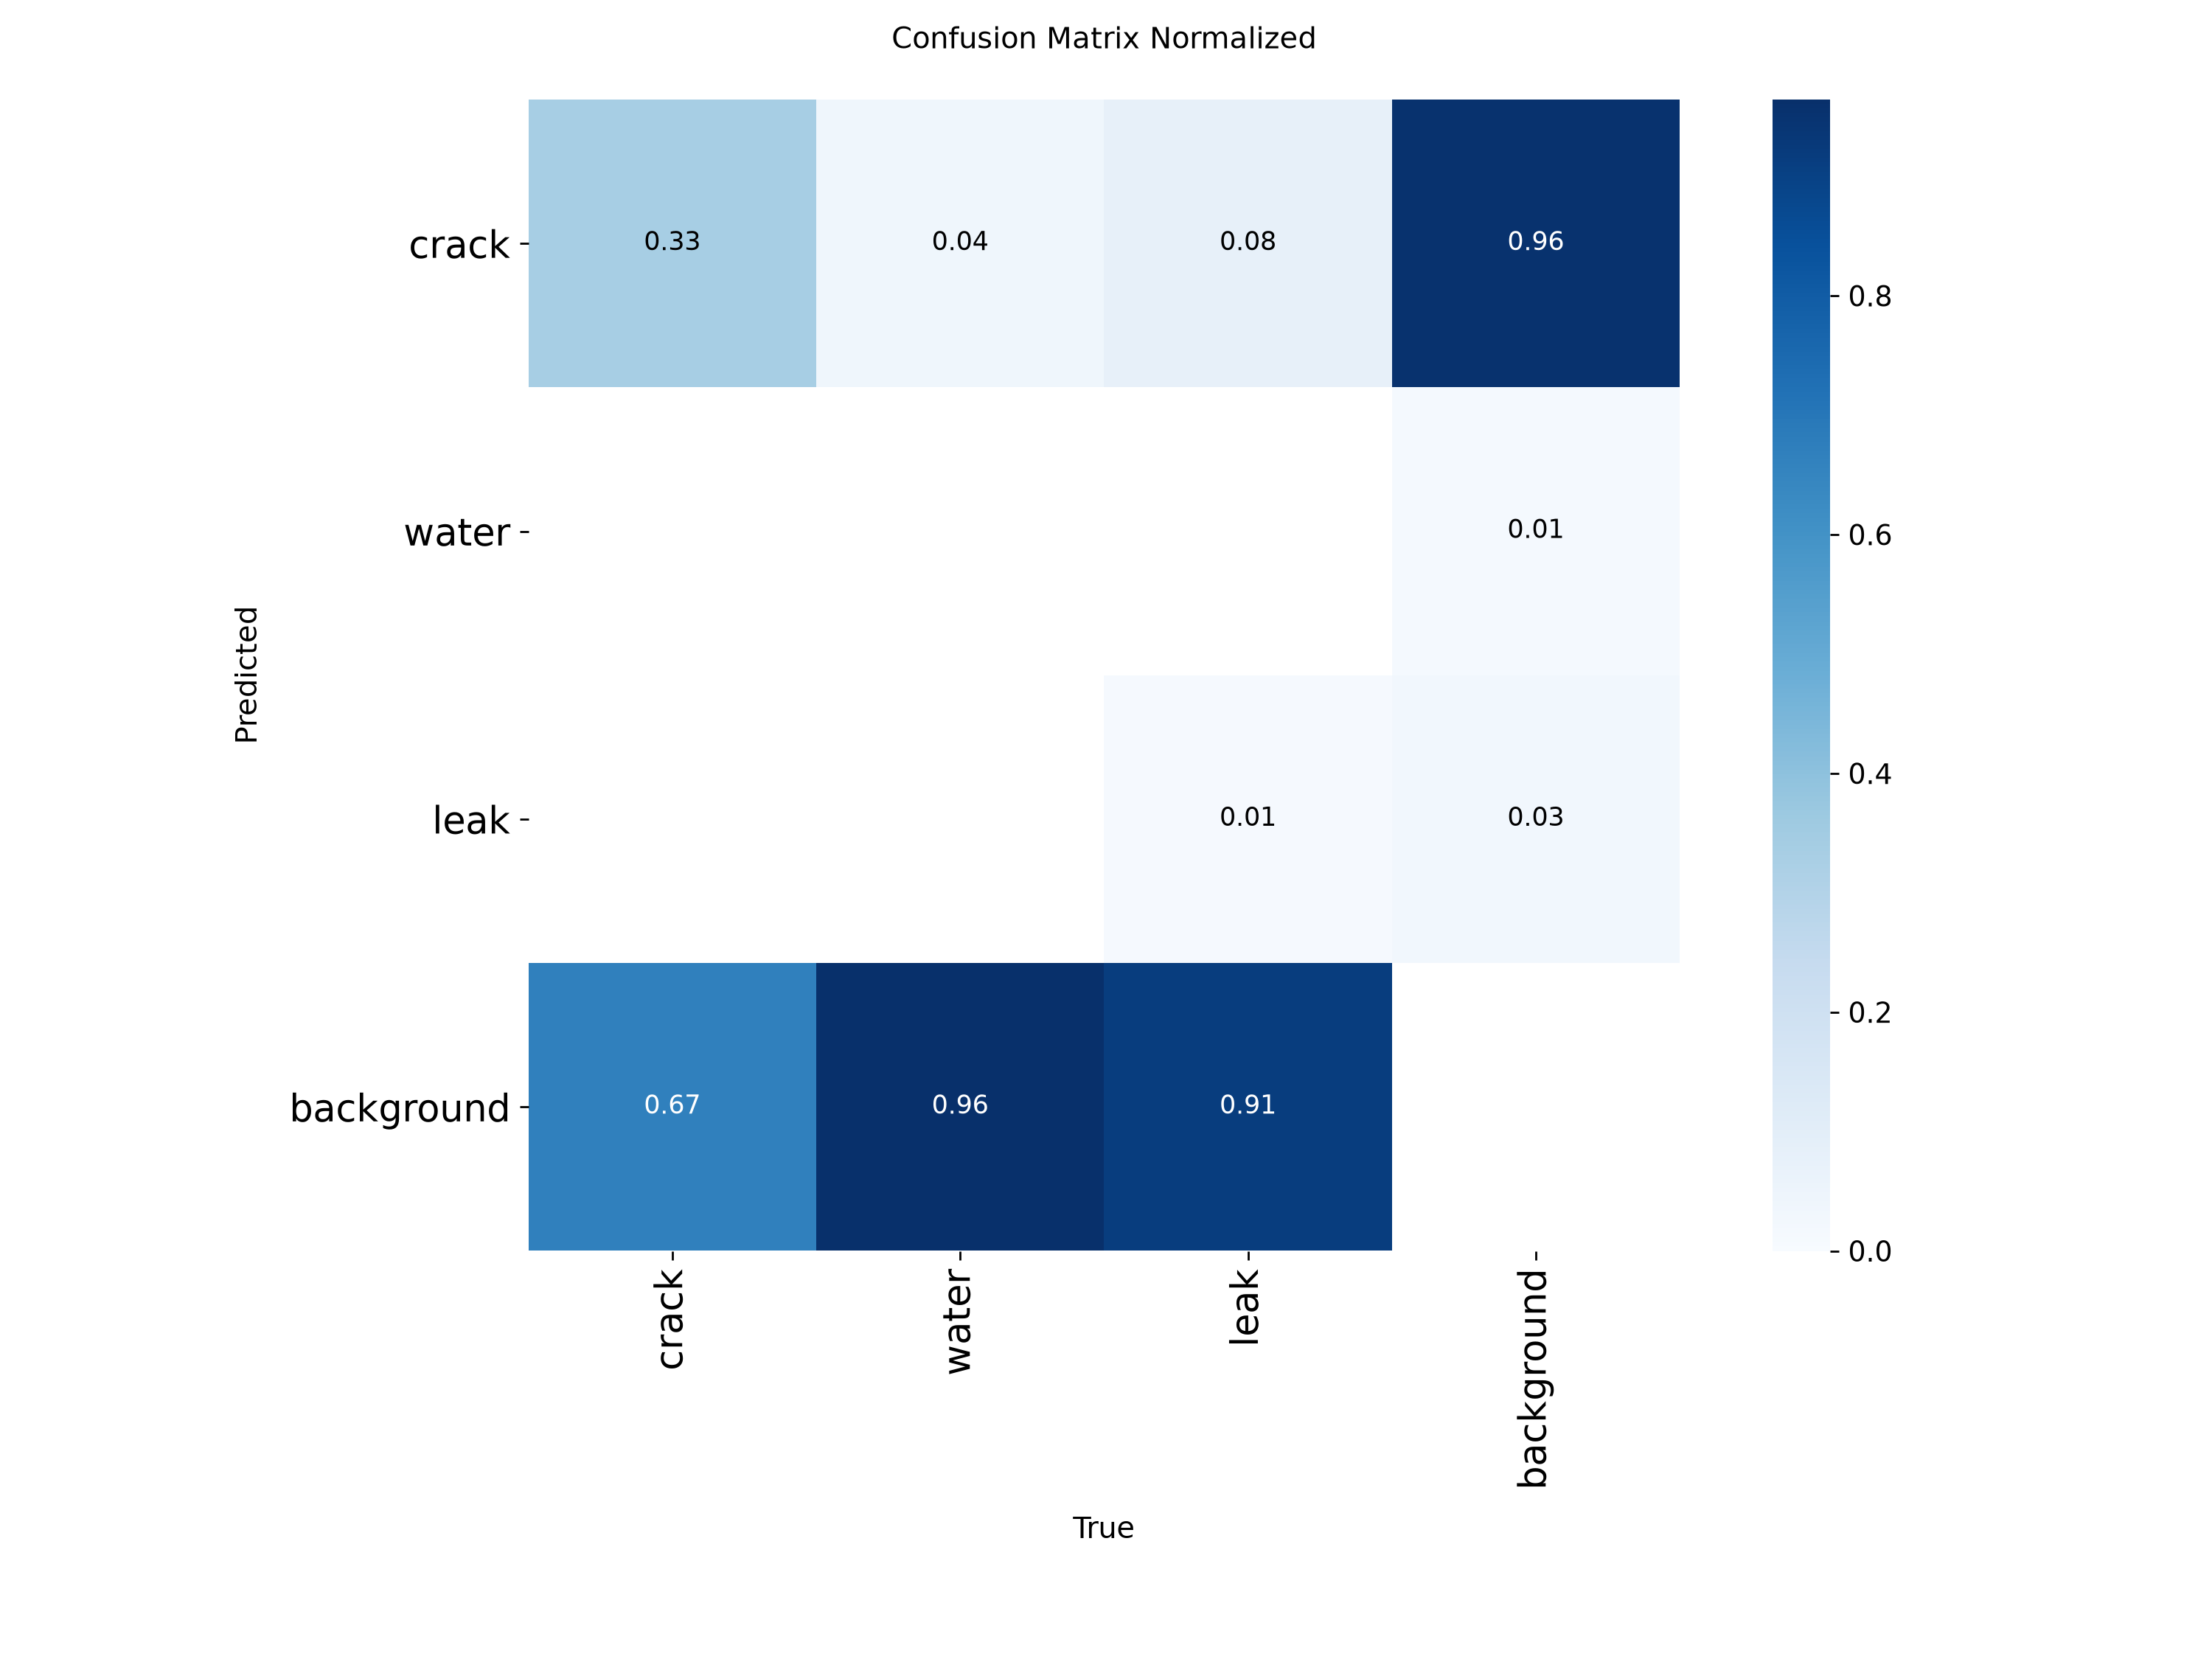 Confusion Matrix Normalized
crack
0.33
0.04
0.08
0.96
0.8
water
0.01
0.6
Predicted
0.4
leak
0.01
0.03
0.2
background
0.67
0.96
0.91
0.0
crack
water
leak
background
True